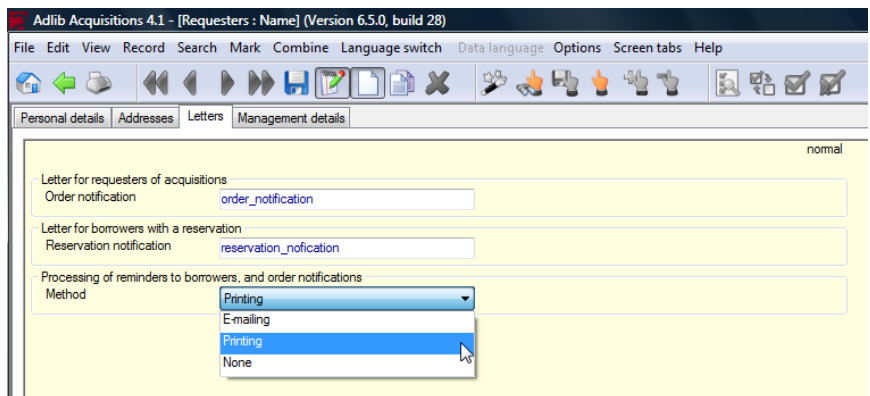 Adlib Acquisitions 4.1 - [Requesters : Name] (Version 6.5.0, build 28)
File Edit View Record Search Mark Combine Language switch Data language Options Screen tabs Help
Personal details Addresses Letters Management details
normal
Letter for requesters of acquisitions
Order notification order_notification
Letter for borrowers with a reservation
Reservation notification reservation_nofication
Processing of reminders to borrowers, and order notifications
Method Printing
E-mailing
Printing
None